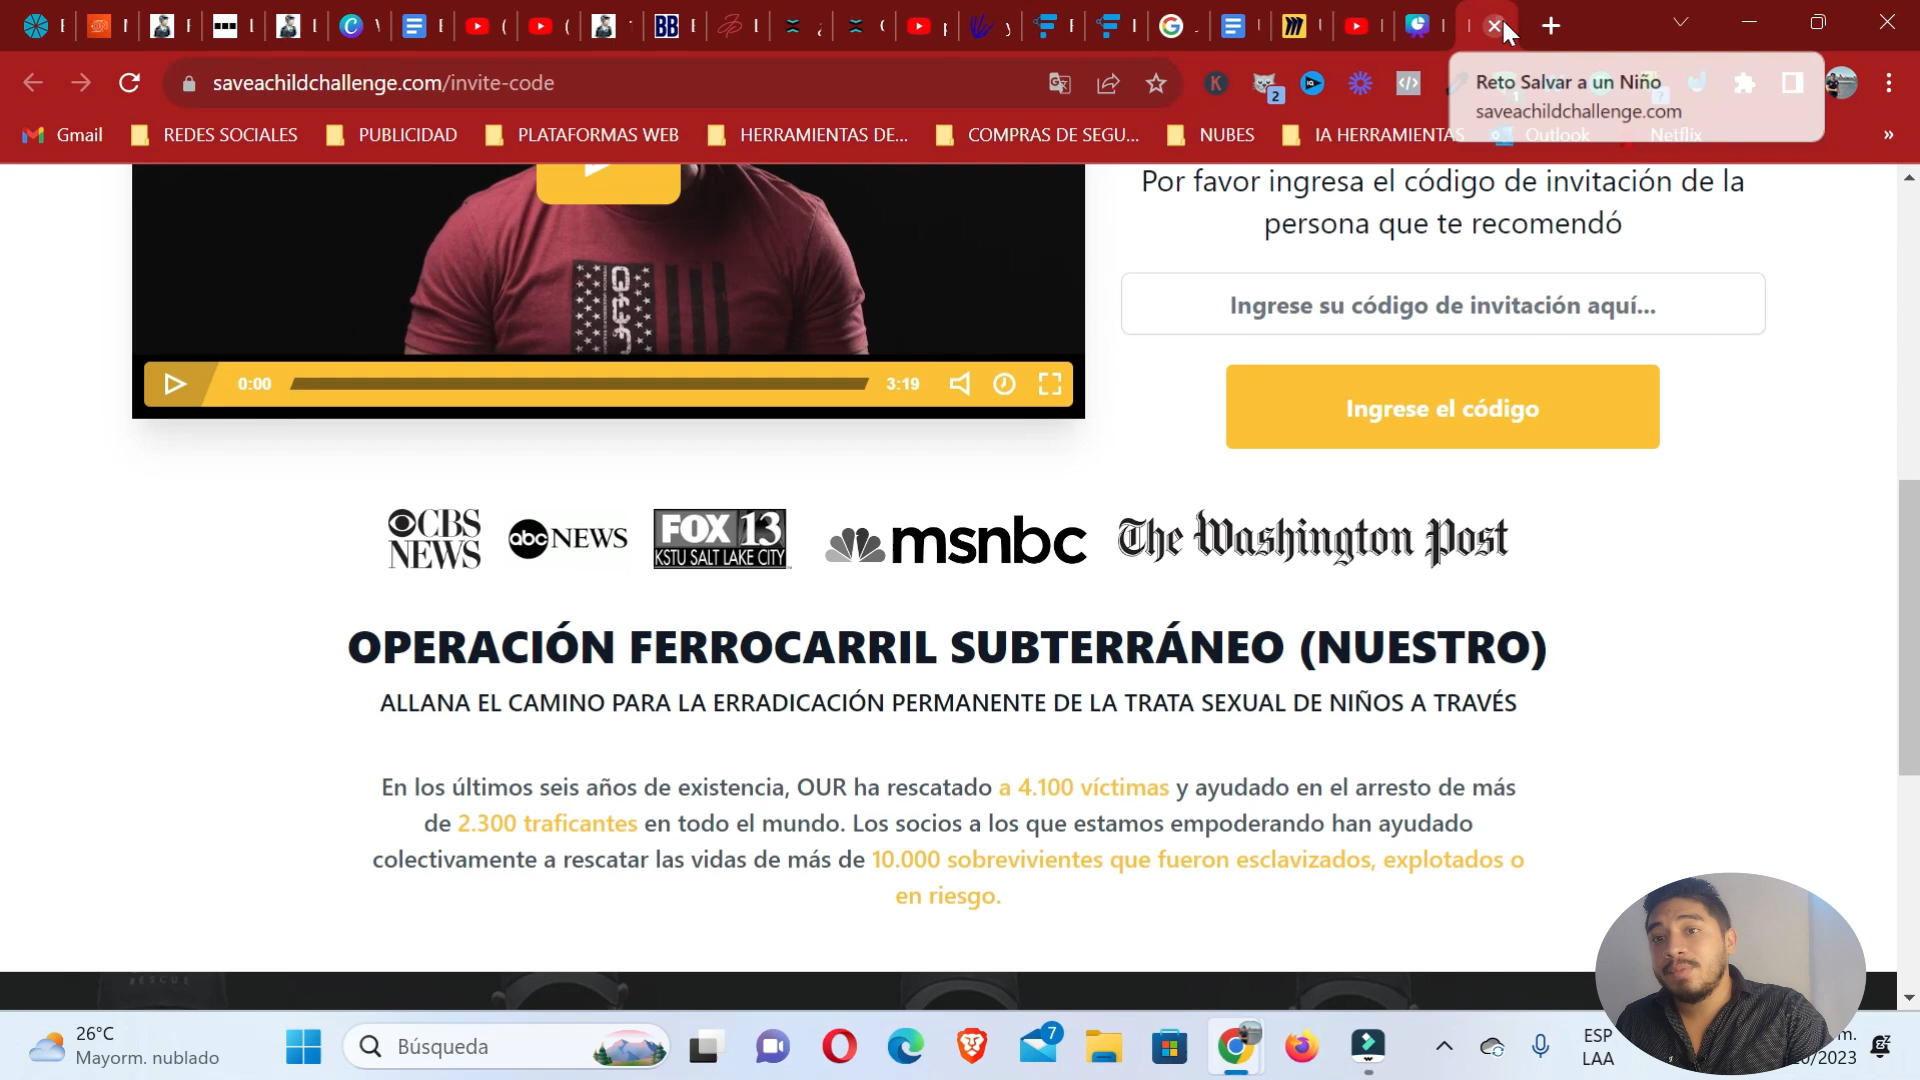 saveachildchallenge.com/invite-code
Reto Salvar a un Niño
saveachildchallenge.com
Gmail
REDES SOCIALES
PUBLICIDAD
PLATAFORMAS WEB
HERRAMIENTAS DE...
COMPRAS DE SEGU...
NUBES
IA HERRAMIENTAS
Outlook
Netflix
»
Por favor ingresa el código de invitación de la
persona que te recomendó
Ingrese su código de invitación aquí...
Ingrese el código
0:00
3:19
CBS NEWS
abc NEWS
FOX 13
KSTU SALT LAKE CITY
msnbc
The Washington Post
OPERACIÓN FERROCARRIL SUBTERRÁNEO (NUESTRO)
ALLANA EL CAMINO PARA LA ERRADICACIÓN PERMANENTE DE LA TRATA SEXUAL DE NIÑOS A TRAVÉS
En los últimos seis años de existencia, OUR ha rescatado a 4.100 víctimas y ayudado en el arresto de más
de 2.300 traficantes en todo el mundo. Los socios a los que estamos empoderando han ayudado
colectivamente a rescatar las vidas de más de 10.000 sobrevivientes que fueron esclavizados, explotados o
en riesgo.
RESCUE
26°C
Mayorm. nublado
Búsqueda
7
ESP
LAA
m.
/2023